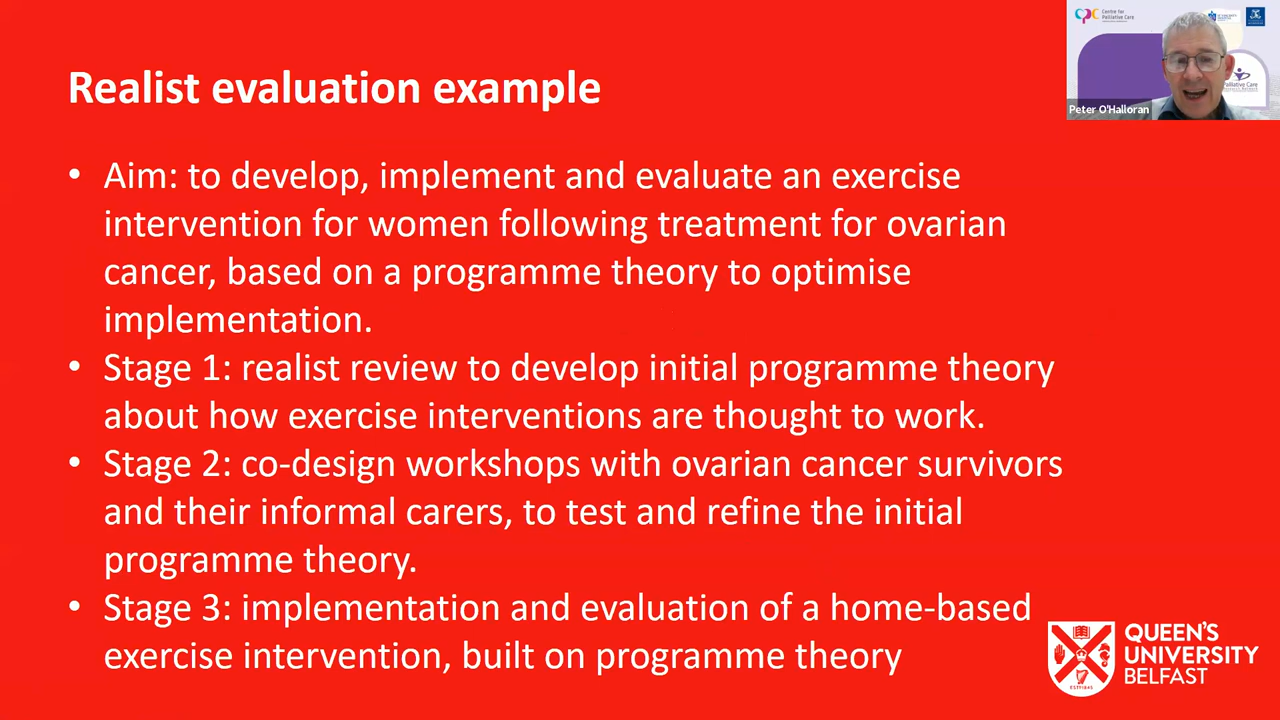 Realist evaluation example
• Aim: to develop, implement and evaluate an exercise
intervention for women following treatment for ovarian
cancer, based on a programme theory to optimise
implementation.
• Stage 1: realist review to develop initial programme theory
about how exercise interventions are thought to work.
• Stage 2: co-design workshops with ovarian cancer survivors
and their informal carers, to test and refine the initial
programme theory.
• Stage 3: implementation and evaluation of a home-based
exercise intervention, built on programme theory
Centre for
Palliative Care
Peter O'Halloran
QUEEN'S
UNIVERSITY
BELFAST